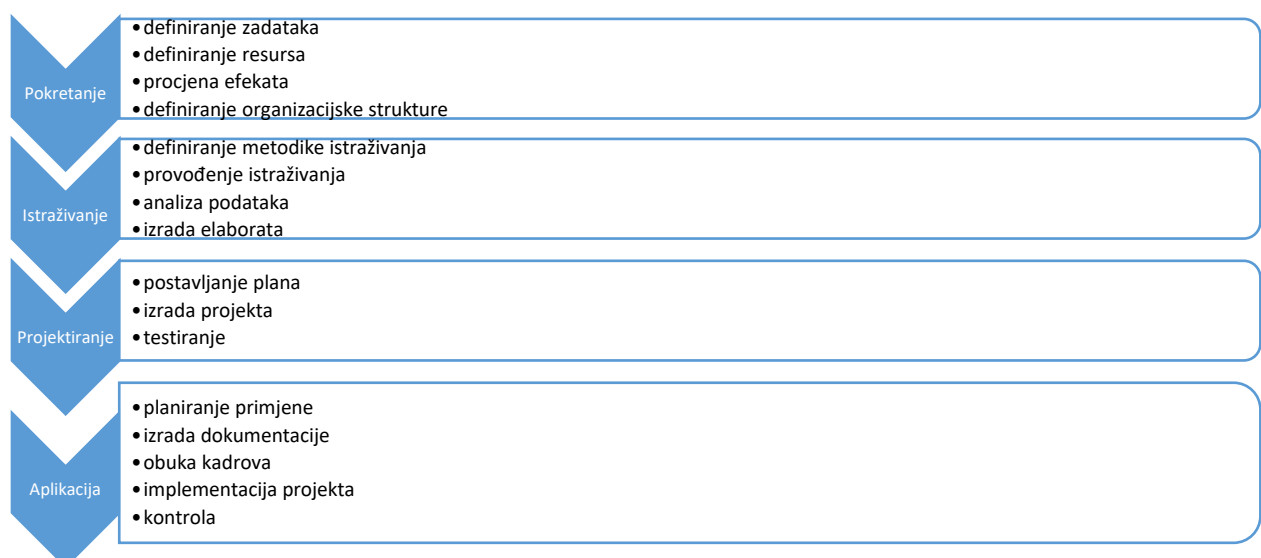 Pokretanje
•definiranje zadataka
•definiranje resursa
•procjena efekata
•definiranje organizacijske strukture
Istraživanje
•definiranje metodike istraživanja
•provođenje istraživanja
•analiza podataka
•izrada elaborata
Projektiranje
•postavljanje plana
•izrada projekta
•testiranje
Aplikacija
•planiranje primjene
•izrada dokumentacije
•obuka kadrova
•implementacija projekta
•kontrola